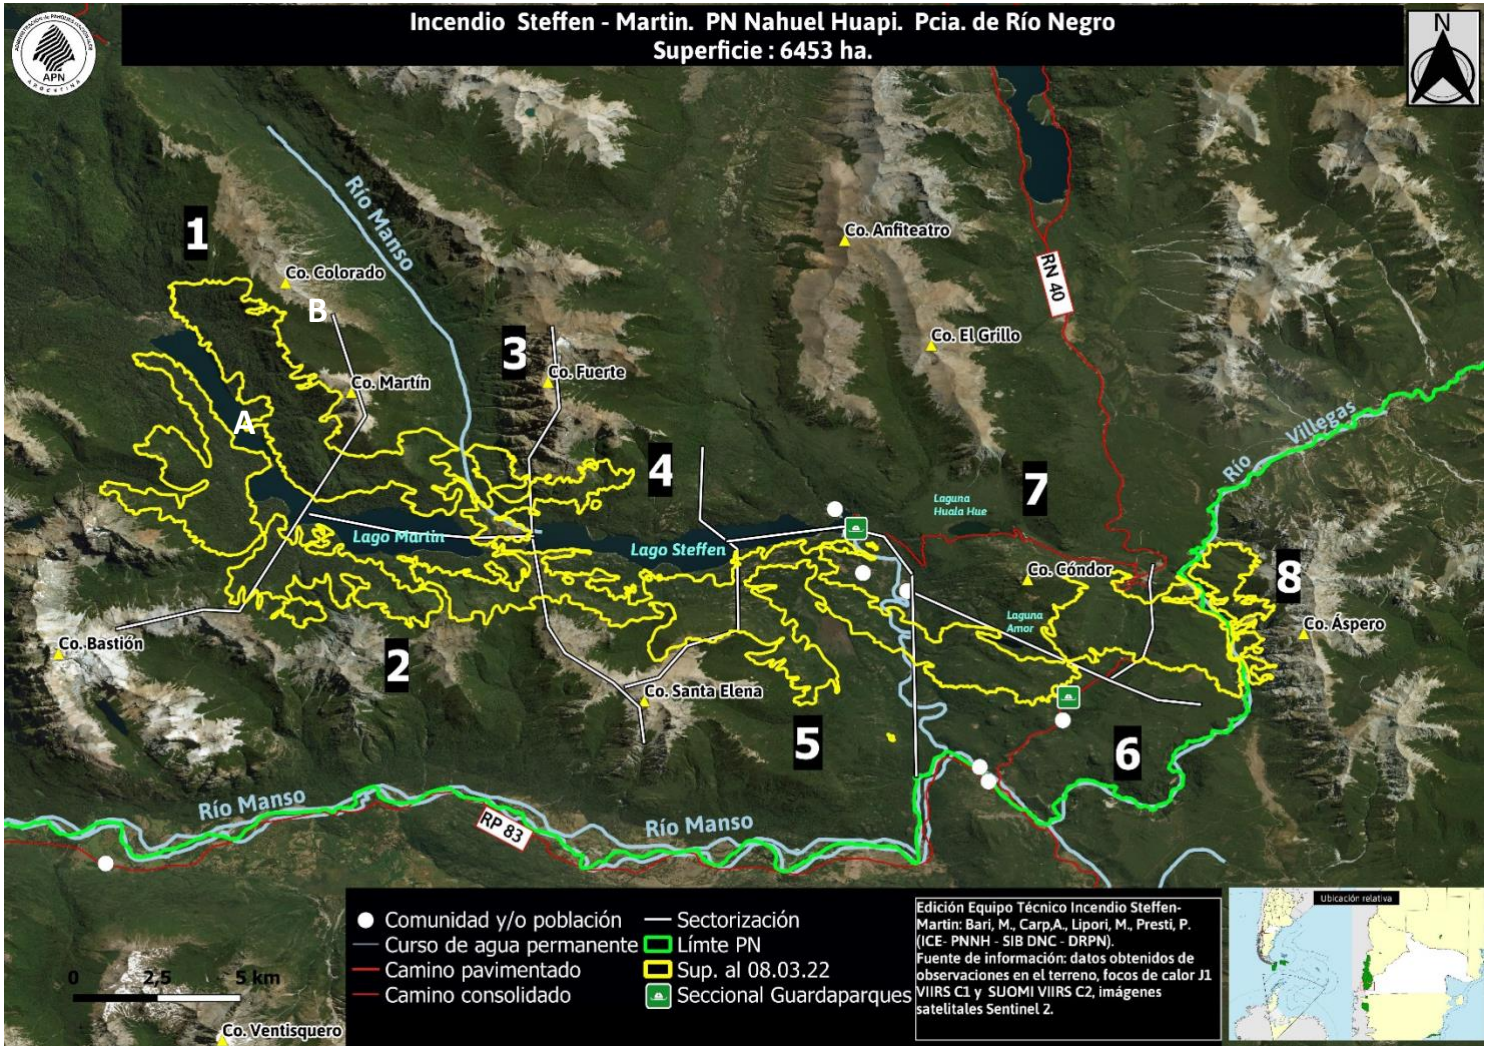 Incendio Steffen - Martin. PN Nahuel Huapi. Pcia. de Río Negro
Superficie : 6453 ha.
APN
ARGENTINA
N
1
Río Manso
Co. Colorado
B
Co. Anfiteatro
RN 40
3
Co. Fuerte
Co. El Grillo
Co. Martín
A
Río Villegas
4
7
Laguna
Huala Hue
Lago Martin
Lago Steffen
Co. Cóndor
8
Laguna
Amor
Co. Áspero
Co. Bastión
2
Co. Santa Elena
5
6
Río Manso
RP 83
Río Manso
0 2,5 5 km
Co. Ventisquero
Comunidad y/o población
Curso de agua permanente
Camino pavimentado
Camino consolidado
Sectorización
Límte PN
Sup. al 08.03.22
Seccional Guardaparques
Edición Equipo Técnico Incendio Steffen-
Martin: Bari, M., Carp,A., Lipori, M., Presti, P.
(ICE- PNNH - SIB DNC - DRPN).
Fuente de información: datos obtenidos de
observaciones en el terreno, focos de calor J1
VIIRS C1 y SUOMI VIIRS C2, imágenes
satelitales Sentinel 2.
Ubicación relativa